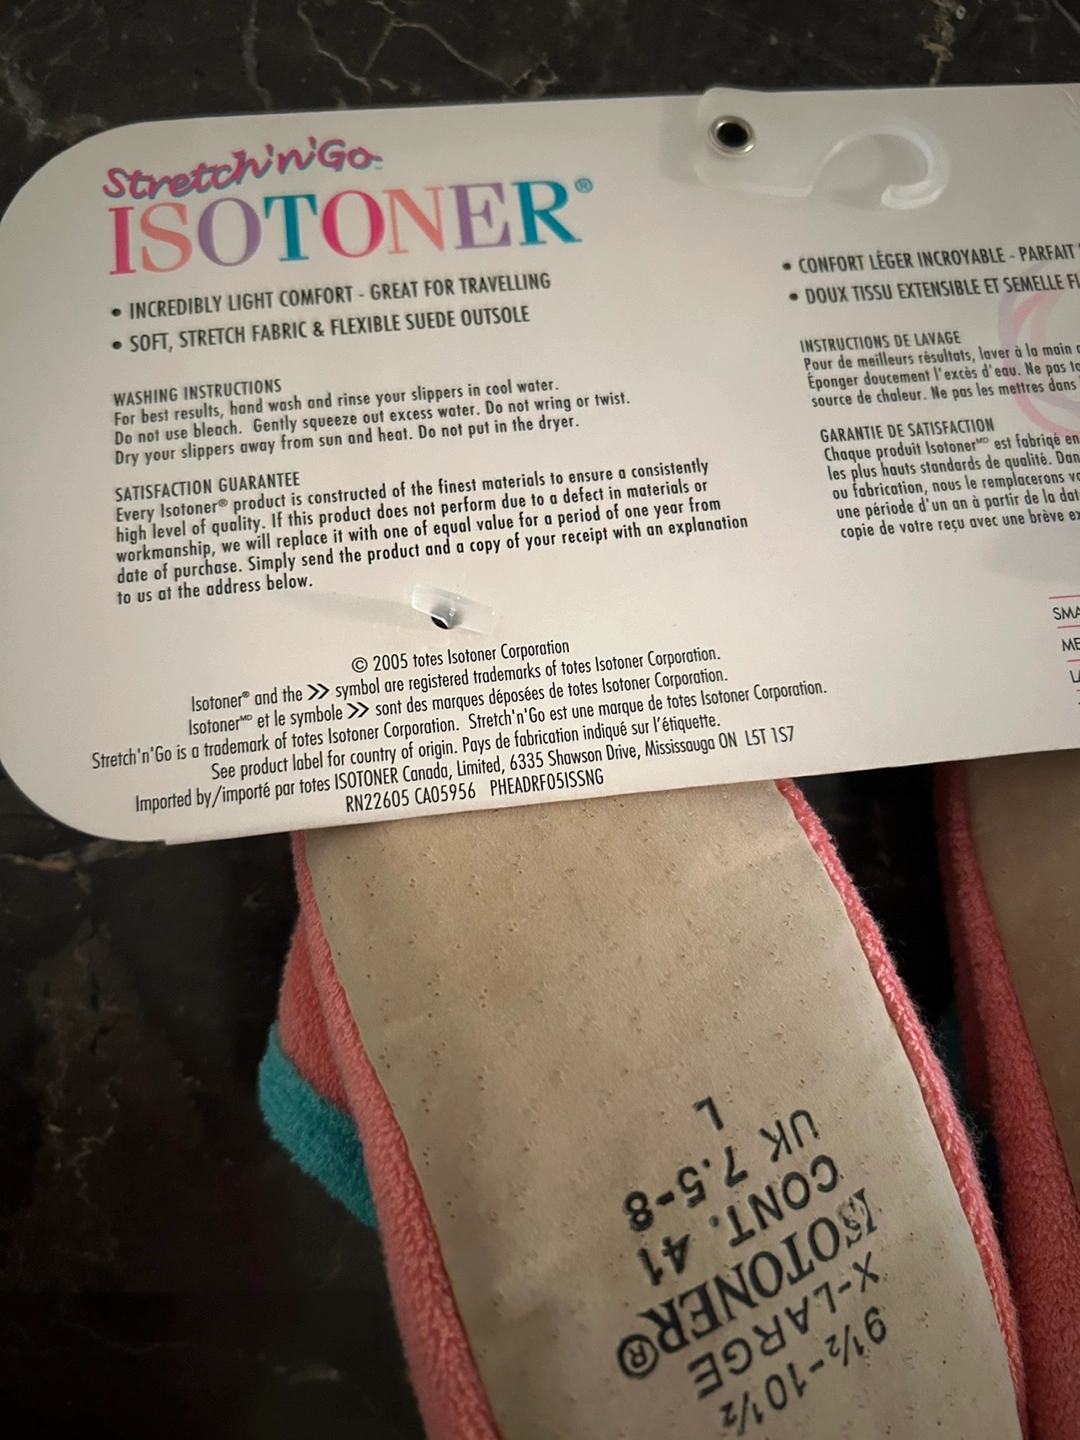 Stretch'n'Go™
ISOTONER®
• INCREDIBLY LIGHT COMFORT - GREAT FOR TRAVELLING
• SOFT, STRETCH FABRIC & FLEXIBLE SUEDE OUTSOLE
WASHING INSTRUCTIONS
For best results, hand wash and rinse your slippers in cool water.
Do not use bleach. Gently squeeze out excess water. Do not wring or twist.
Dry your slippers away from sun and heat. Do not put in the dryer.
SATISFACTION GUARANTEE
Every Isotoner® product is constructed of the finest materials to ensure a consistently
high level of quality. If this product does not perform due to a defect in materials or
workmanship, we will replace it with one of equal value for a period of one year from
date of purchase. Simply send the product and a copy of your receipt with an explanation
to us at the address below.
© 2005 totes Isotoner Corporation
Isotoner® and the >> symbol are registered trademarks of totes Isotoner Corporation.
Isotoner MD et le symbole >> sont des marques déposées de totes Isotoner Corporation.
Stretch'n'Go is a trademark of totes Isotoner Corporation. Stretch'n'Go est une marque de totes Isotoner Corporation.
See product label for country of origin. Pays de fabrication indiqué sur l'étiquette.
Imported by/importé par totes ISOTONER Canada, Limited, 6335 Shawson Drive, Mississauga ON L5T 1S7
RN22605 CA05956 PHEADRF05ISSNG
• CONFORT LÉGER INCROYABLE - PARFAIT
• DOUX TISSU EXTENSIBLE ET SEMELLE
INSTRUCTIONS DE LAVAGE
Pour de meilleurs résultats, laver à la main
Éponger doucement l'excès d'eau. Ne pas
source de chaleur. Ne pas les mettres dans
GARANTIE DE SATISFACTION
Chaque produit Isotoner MD est fabriqé en
les plus hauts standards de qualité.
ou fabrication, nous le remplacerons
une période d'un an à partir de la
copie de votre reçu avec une brève
SMA
ME
9½-10½
X-LARGE
ISOTONER®
CONT. 41
UK 7.5-8
L